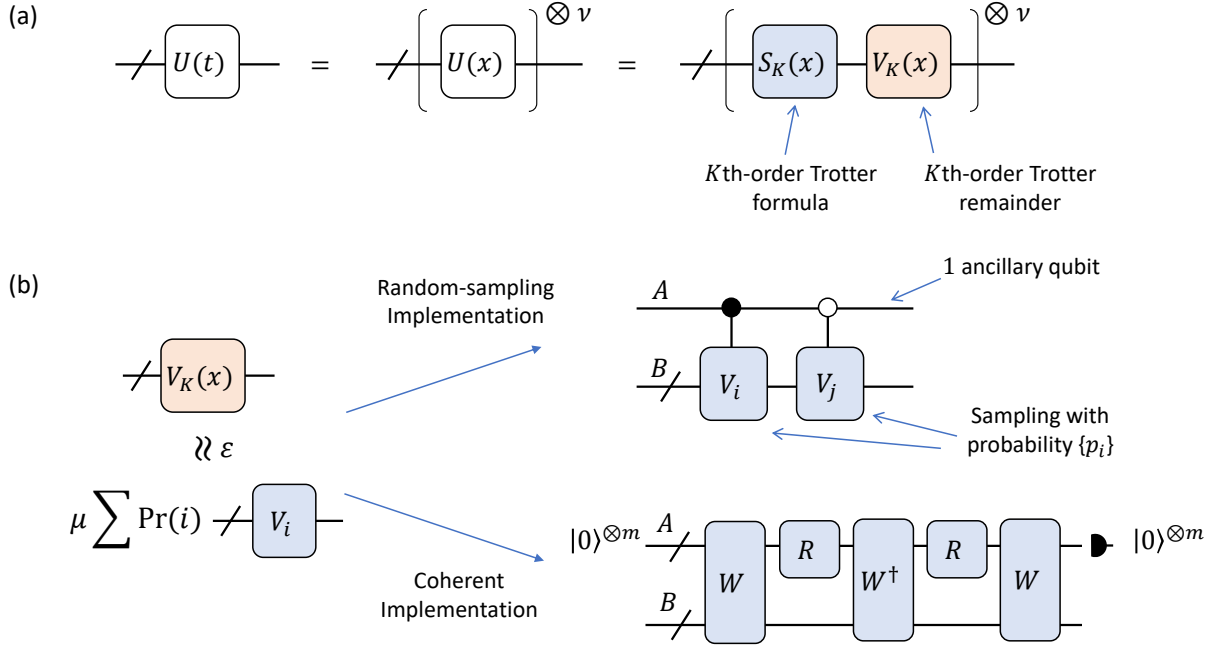 (a)
U(t) = ( U(x) )^{⊗ ν} = ( S_K(x) V_K(x) )^{⊗ ν}
Kth-order Trotter
formula
Kth-order Trotter
remainder
(b)
Random-sampling
Implementation
1 ancillary qubit
A
B
V_i
V_j
Sampling with
probability {p_i}
V_K(x)
≈ ε
μ ∑ Pr(i) V_i
Coherent
Implementation
|0⟩^{⊗m} A W R W^† R W |0⟩^{⊗m}
B